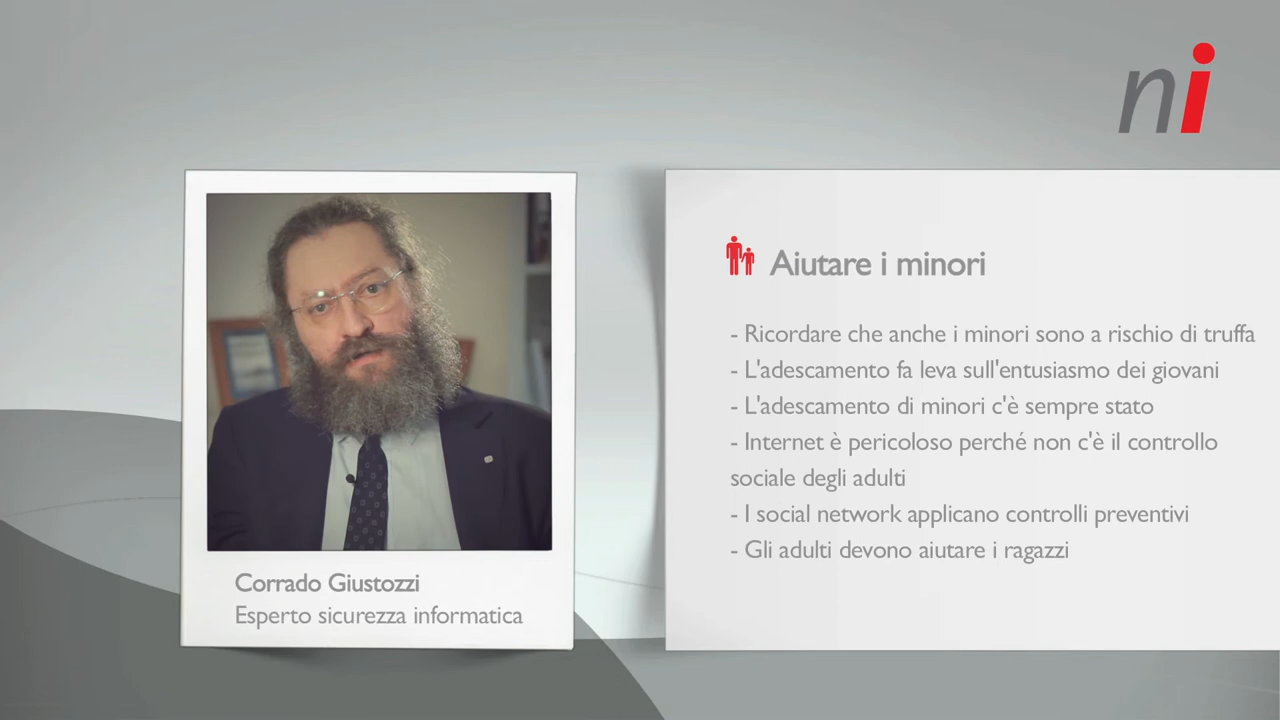 ni
Corrado Giustozzi
Esperto sicurezza informatica
Aiutare i minori
- Ricordare che anche i minori sono a rischio di truffa
- L'adescamento fa leva sull'entusiasmo dei giovani
- L'adescamento di minori c'è sempre stato
- Internet è pericoloso perché non c'è il controllo
sociale degli adulti
- I social network applicano controlli preventivi
- Gli adulti devono aiutare i ragazzi